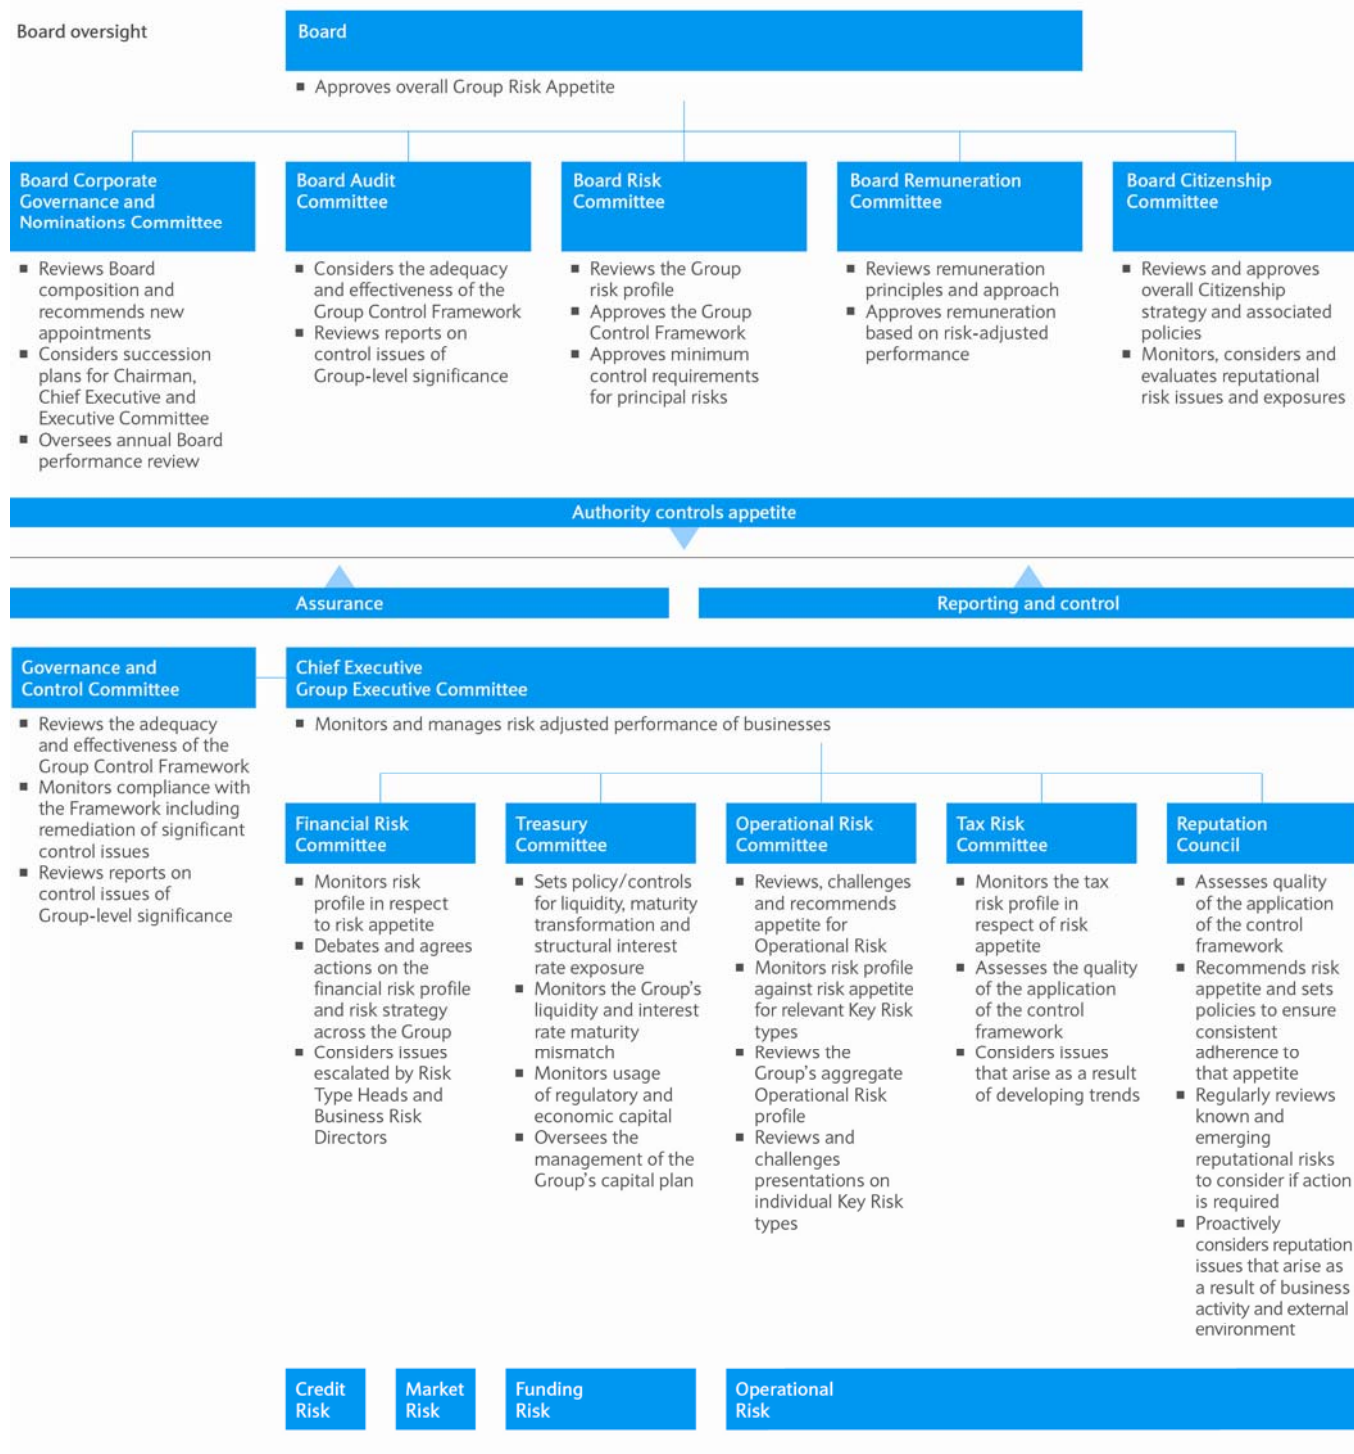 Board oversight
Board
▪ Approves overall Group Risk Appetite
Board Corporate
Governance and
Nominations Committee
▪ Reviews Board
composition and
recommends new
appointments
▪ Considers succession
plans for Chairman,
Chief Executive and
Executive Committee
▪ Oversees annual Board
performance review
Board Audit
Committee
▪ Considers the adequacy
and effectiveness of the
Group Control Framework
▪ Reviews reports on
control issues of
Group-level significance
Board Risk
Committee
▪ Reviews the Group
risk profile
▪ Approves the Group
Control Framework
▪ Approves minimum
control requirements
for principal risks
Board Remuneration
Committee
▪ Reviews remuneration
principles and approach
▪ Approves remuneration
based on risk-adjusted
performance
Board Citizenship
Committee
▪ Reviews and approves
overall Citizenship
strategy and associated
policies
▪ Monitors, considers and
evaluates reputational
risk issues and exposures
Authority controls appetite
Assurance
Reporting and control
Governance and
Control Committee
▪ Reviews the adequacy
and effectiveness of the
Group Control Framework
▪ Monitors compliance with
the Framework including
remediation of significant
control issues
▪ Reviews reports on
control issues of
Group-level significance
Chief Executive
Group Executive Committee
▪ Monitors and manages risk adjusted performance of businesses
Financial Risk
Committee
▪ Monitors risk
profile in respect
to risk appetite
▪ Debates and agrees
actions on the
financial risk profile
and risk strategy
across the Group
▪ Considers issues
escalated by Risk
Type Heads and
Business Risk
Directors
Treasury
Committee
▪ Sets policy/controls
for liquidity, maturity
transformation and
structural interest
rate exposure
▪ Monitors the Group's
liquidity and interest
rate maturity
mismatch
▪ Monitors usage
of regulatory and
economic capital
▪ Oversees the
management of the
Group's capital plan
Operational Risk
Committee
▪ Reviews, challenges
and recommends
appetite for
Operational Risk
▪ Monitors risk profile
against risk appetite
for relevant Key Risk
types
▪ Reviews the
Group's aggregate
Operational Risk
profile
▪ Reviews and
challenges
presentations on
individual Key Risk
types
Tax Risk
Committee
▪ Monitors the tax
risk profile in
respect of risk
appetite
▪ Assesses the quality
of the application
of the control
framework
▪ Considers issues
that arise as a result
of developing trends
Reputation
Council
▪ Assesses quality
of the application
of the control
framework
▪ Recommends risk
appetite and sets
policies to ensure
consistent
adherence to
that appetite
▪ Regularly reviews
known and
emerging
reputational risks
to consider if action
is required
▪ Proactively
considers reputation
issues that arise as
a result of business
activity and external
environment
Credit
Risk
Market
Risk
Funding
Risk
Operational
Risk